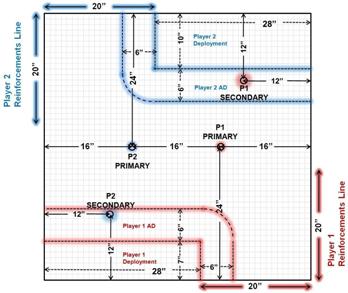 20"
28"
Player 2
Deployment
10"
12"
6"
24"
Player 2 AD
6"
P1
SECONDARY
12"
20"
Player 2
Reinforcements Line
16"
P2
PRIMARY
16"
P1
PRIMARY
16"
P2
SECONDARY
12"
Player 1 AD
6"
24"
12"
Player 1
Deployment
7"
28"
6"
20"
20"
Player 1
Reinforcements Line